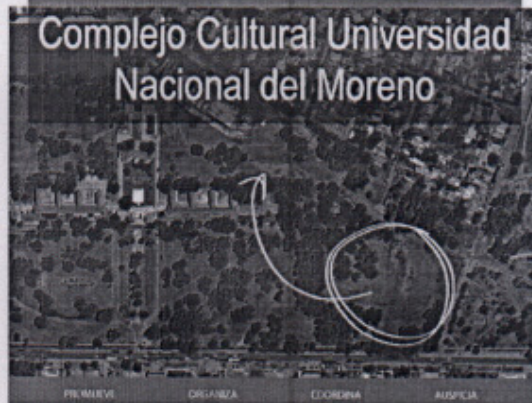 Complejo Cultural Universidad
Nacional del Moreno
PROMUEVE ORGANIZA COORDINA AUSPICIA